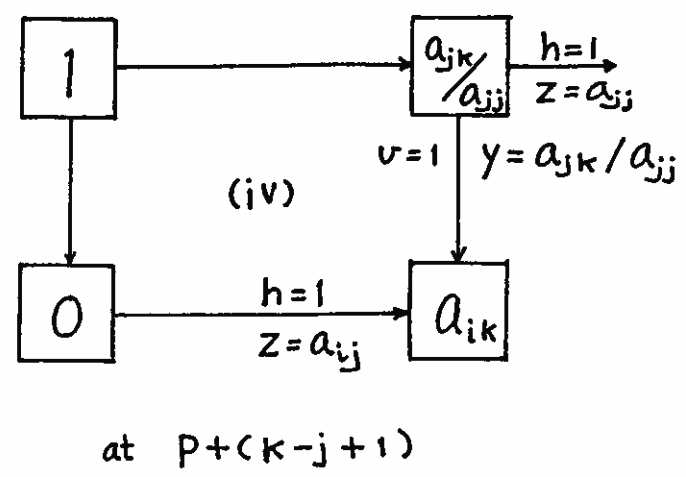 1
a_jk/a_jj
h=1
z=a_jj
v=1 y=a_jk/a_jj
(iv)
0
h=1
z=a_ij
a_ik
at p+(k-j+1)